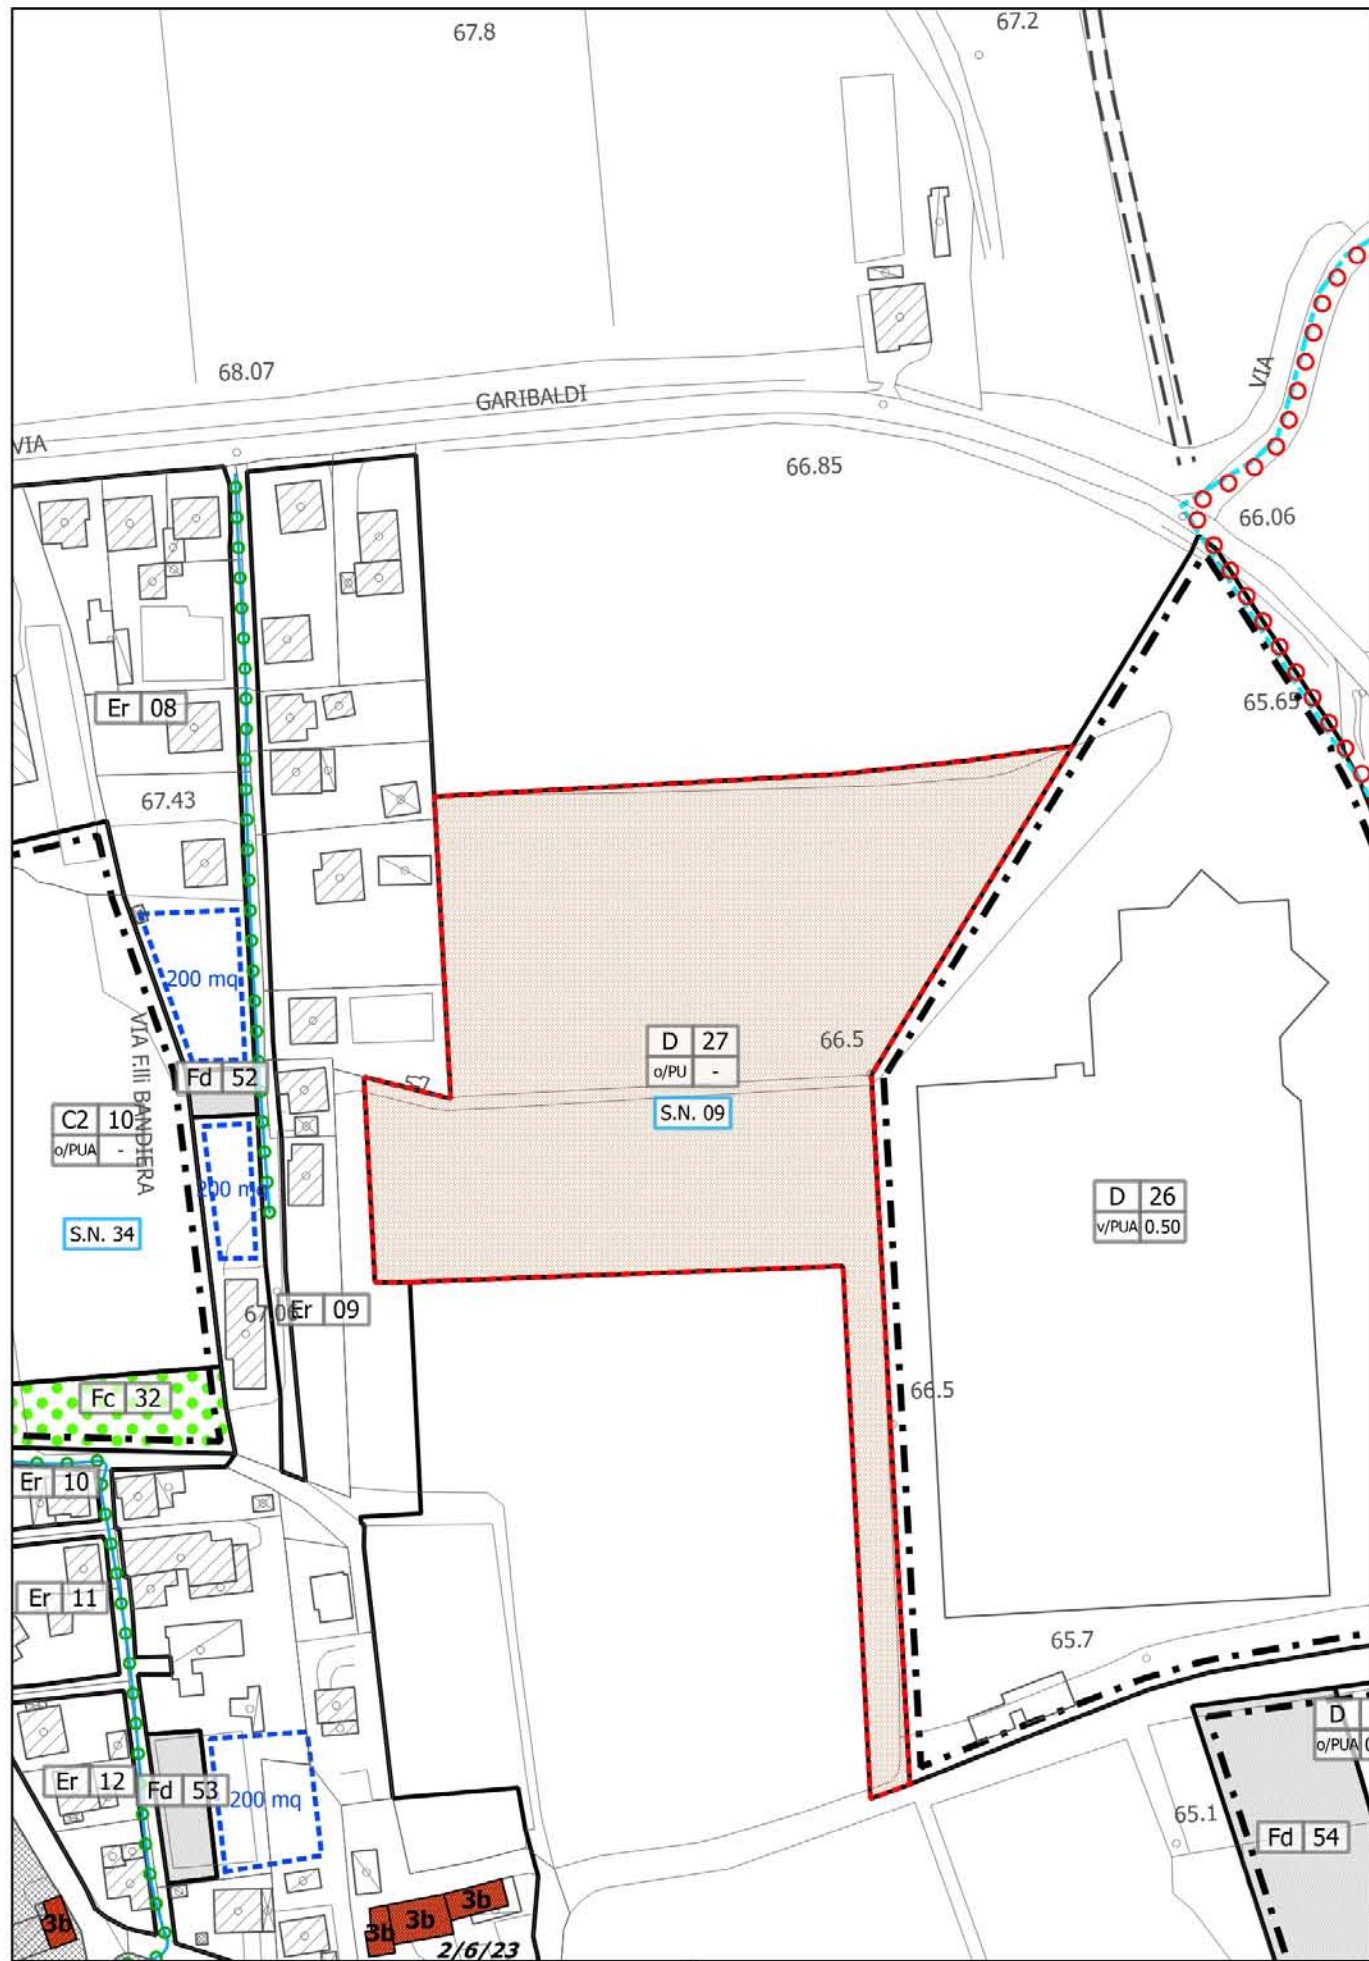 67.8
67.2
68.07
GARIBALDI
VIA
VIA
66.85
66.06
65.65
Er 08
67.43
200 mq
VIA F.lli BANDIERA
Fd 52
D 27
o/PU -
66.5
S.N. 09
C2 10
o/PUA -
200 mq
D 26
v/PUA 0.50
S.N. 34
67.06
Er 09
Fc 32
66.5
Er 10
Er 11
65.7
D
o/PUA
Er 12
Fd 53
200 mq
65.1
Fd 54
3b
3b
3b
3b
2/6/23